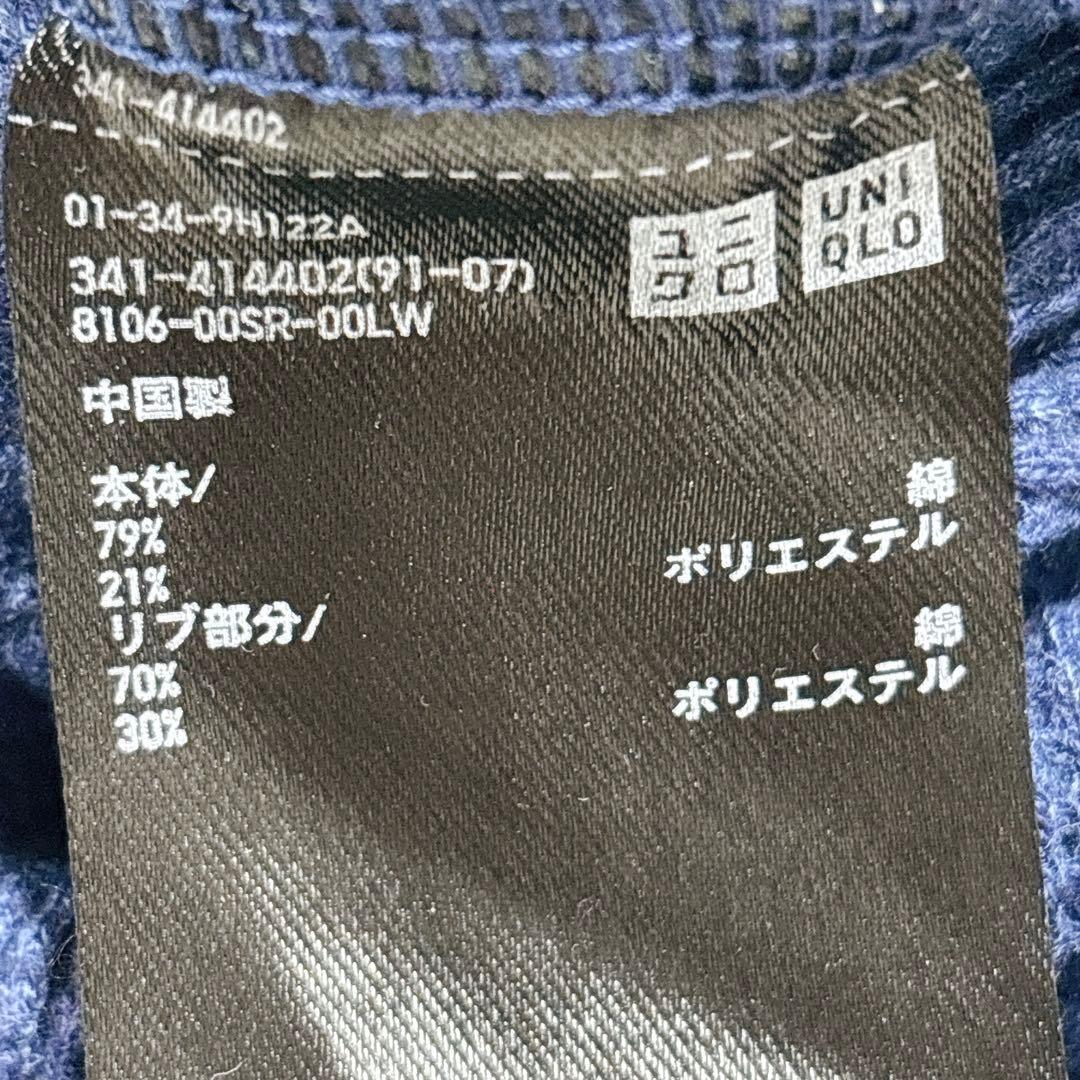 341-414402
01-34-9H122A
341-414402(91-07)
8106-00SR-00LW
ユニ
クロ
UNI
QLO
中国製
本体/
綿
79%
ポリエステル
21%
リブ部分/
綿
70%
ポリエステル
30%